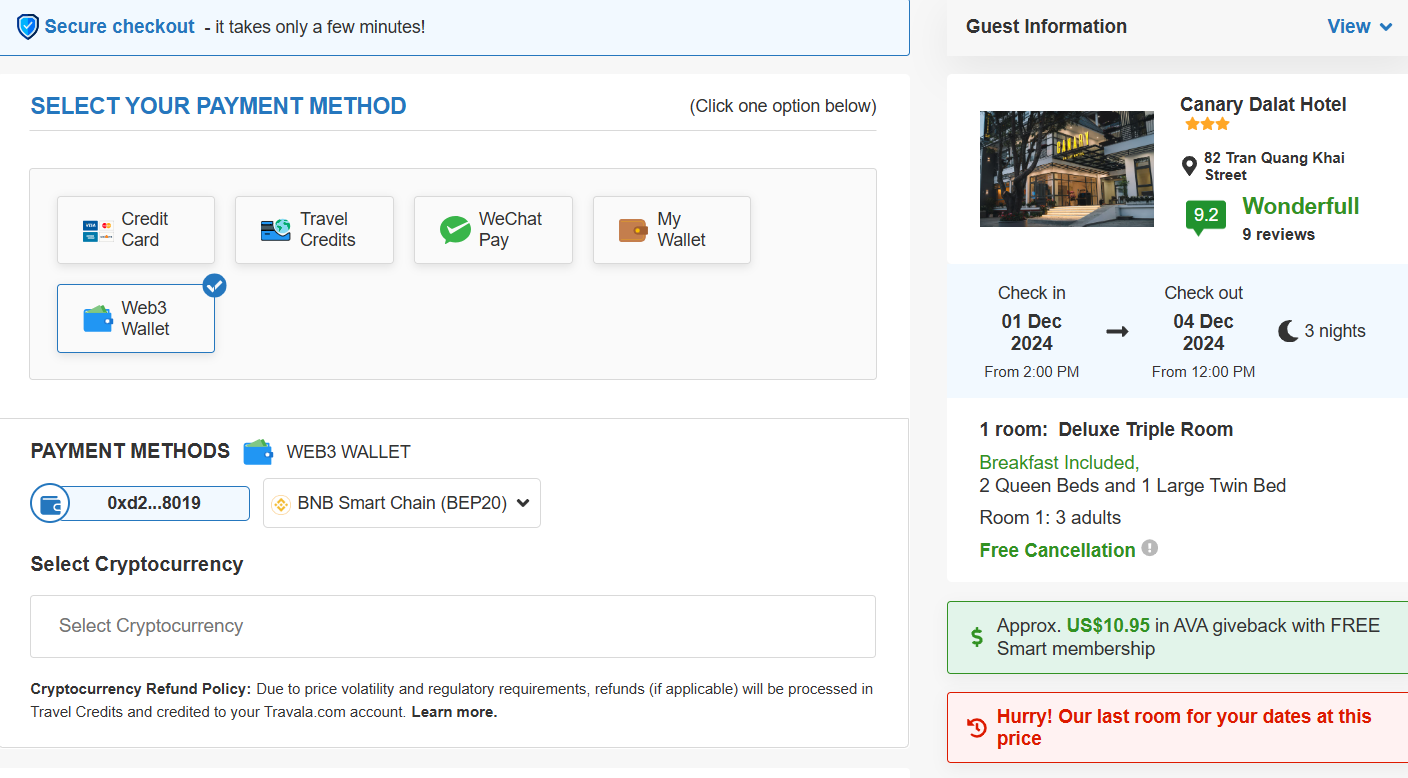 Secure checkout - it takes only a few minutes!
SELECT YOUR PAYMENT METHOD
(Click one option below)
Credit
Card
Travel
Credits
WeChat
Pay
My
Wallet
Web3
Wallet
PAYMENT METHODS WEB3 WALLET
0xd2...8019
BNB Smart Chain (BEP20)
Select Cryptocurrency
Select Cryptocurrency
Cryptocurrency Refund Policy: Due to price volatility and regulatory requirements, refunds (if applicable) will be processed in
Travel Credits and credited to your Travala.com account. Learn more.
Guest Information
View
Canary Dalat Hotel
82 Tran Quang Khai
Street
9.2
Wonderfull
9 reviews
Check in
01 Dec
2024
From 2:00 PM
Check out
04 Dec
2024
From 12:00 PM
3 nights
1 room: Deluxe Triple Room
Breakfast Included,
2 Queen Beds and 1 Large Twin Bed
Room 1: 3 adults
Free Cancellation
Approx. US$10.95 in AVA giveback with FREE
Smart membership
Hurry! Our last room for your dates at this
price